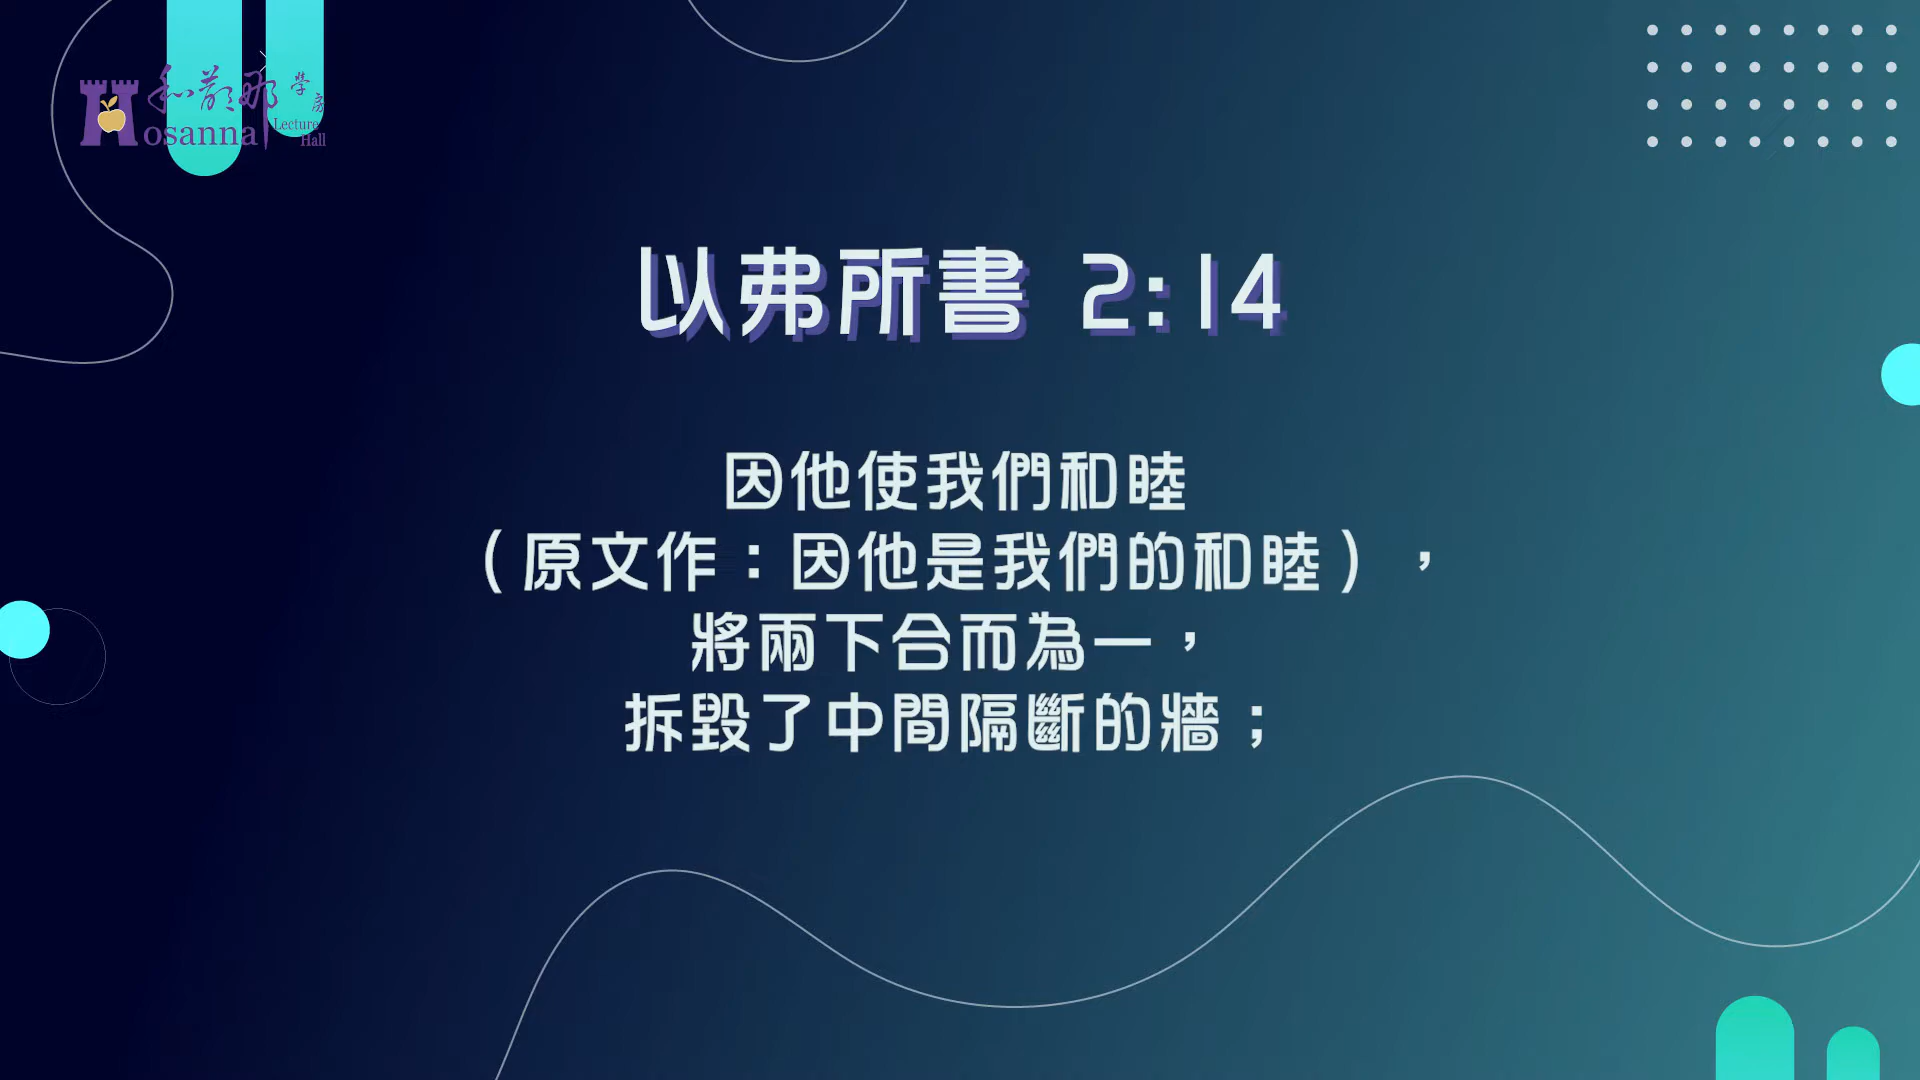 和散那學房
Hosanna Lecture Hall
以弗所書 2:14
因他使我們和睦
（原文作：因他是我們的和睦），
將兩下合而為一，
拆毀了中間隔斷的牆；